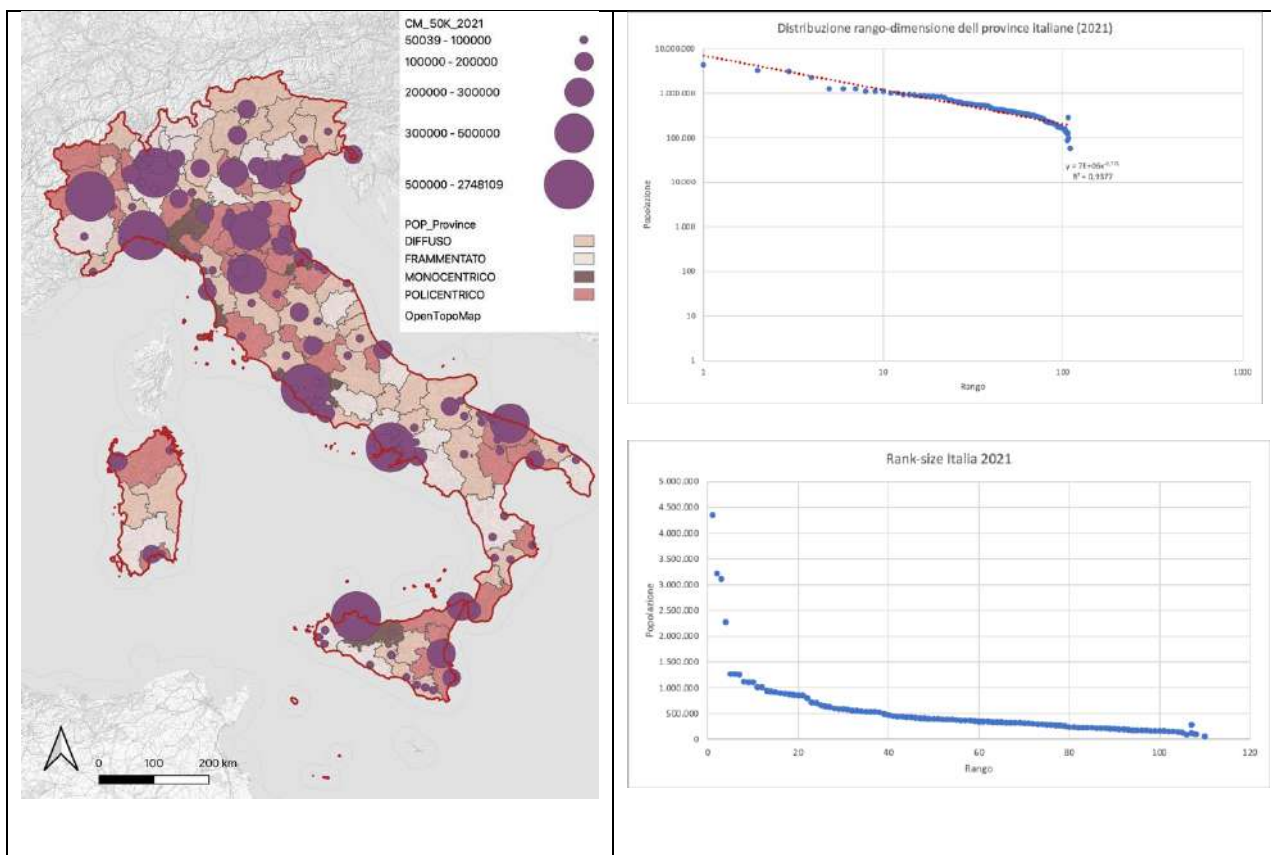 CM_50K_2021
50039 - 100000
100000 - 200000
200000 - 300000
300000 - 500000
500000 - 2748109
POP_Province
DIFFUSO
FRAMMENTATO
MONOCENTRICO
POLICENTRICO
OpenTopoMap
0 100 200 km
Distribuzione rango-dimensione dell province italiane (2021)
Popolazione
10.000.000
1.000.000
100.000
10.000
1.000
100
10
1
R² = 0,9377
1 10 100 1000
Rango
Rank-size Italia 2021
Popolazione
5.000.000
4.500.000
4.000.000
3.500.000
3.000.000
2.500.000
2.000.000
1.500.000
1.000.000
500.000
0
0 20 40 60 80 100 120
Rango